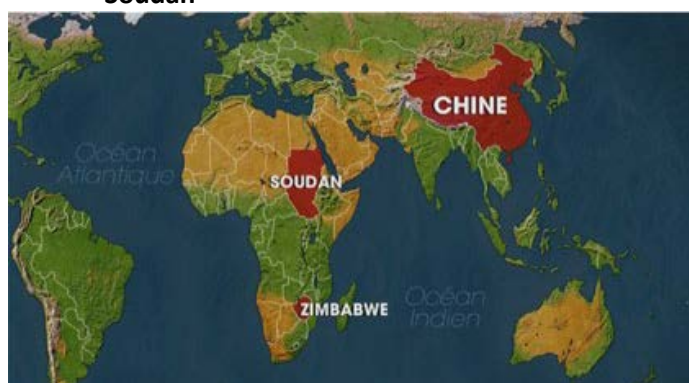 soudan
CHINE
Océan
Atlantique
SOUDAN
ZIMBABWE
Océan
Indien